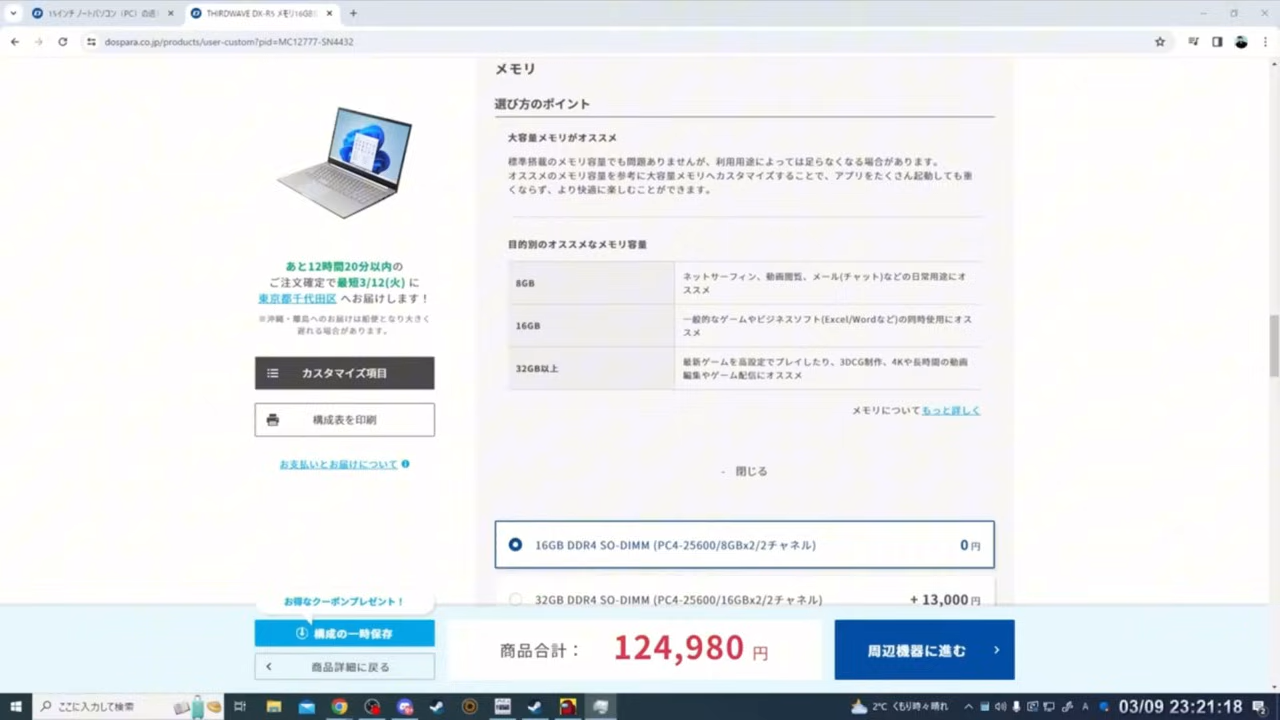 15インチ ノートパソコン（PC）の通
THIRDWAVE DX-R5 メモリ16GB
dospara.co.jp/products/user-custom?pid=MC12777-SN4432
メモリ
選び方のポイント
大容量メモリがオススメ
標準搭載のメモリ容量でも問題ありませんが、利用用途によっては足らなくなる場合があります。
オススメのメモリ容量を参考に大容量メモリへカスタマイズすることで、アプリをたくさん起動しても重
くならず、より快適に楽しむことができます。
目的別のオススメなメモリ容量
8GB
ネットサーフィン、動画閲覧、メール(チャット)などの日常用途にオ
ススメ
16GB
一般的なゲームやビジネスソフト(Excel/Wordなど)の同時使用にオス
スメ
32GB以上
最新ゲームを高設定でプレイしたり、3DCG制作、4Kや長時間の動画
編集やゲーム配信にオススメ
メモリについてもっと詳しく
- 閉じる
16GB DDR4 SO-DIMM (PC4-25600/8GBx2/2チャネル)
0円
32GB DDR4 SO-DIMM (PC4-25600/16GBx2/2チャネル)
+ 13,000円
あと12時間20分以内の
ご注文確定で最短3/12(火) に
東京都千代田区 へお届けします！
※沖縄・離島へのお届けは船便となり大きく
遅れる場合があります。
カスタマイズ項目
構成表を印刷
お支払いとお届けについて
お得なクーポンプレゼント！
構成の一時保存
商品詳細に戻る
商品合計：
124,980 円
周辺機器に進む
ここに入力して検索
2℃ くもり時々晴れ
A
03/09 23:21:18